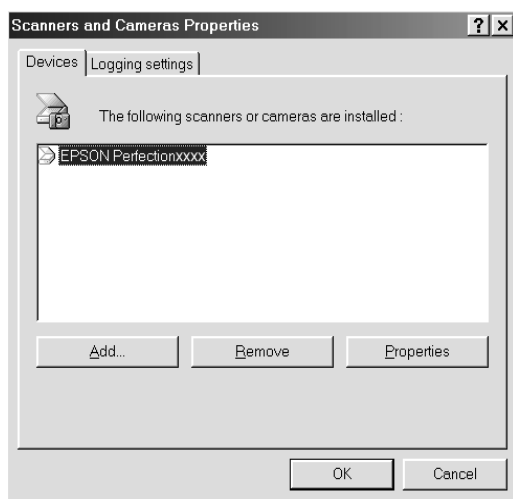 Scanners and Cameras Properties
Devices
Logging settings
The following scanners or cameras are installed :
EPSON Perfectionxxxx
Add...
Remove
Properties
OK
Cancel